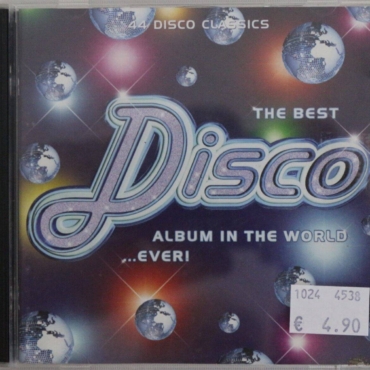 44 DISCO CLASSICS
THE BEST
Disco
ALBUM IN THE WORLD
...EVER!
1024 4538
€ 4.90